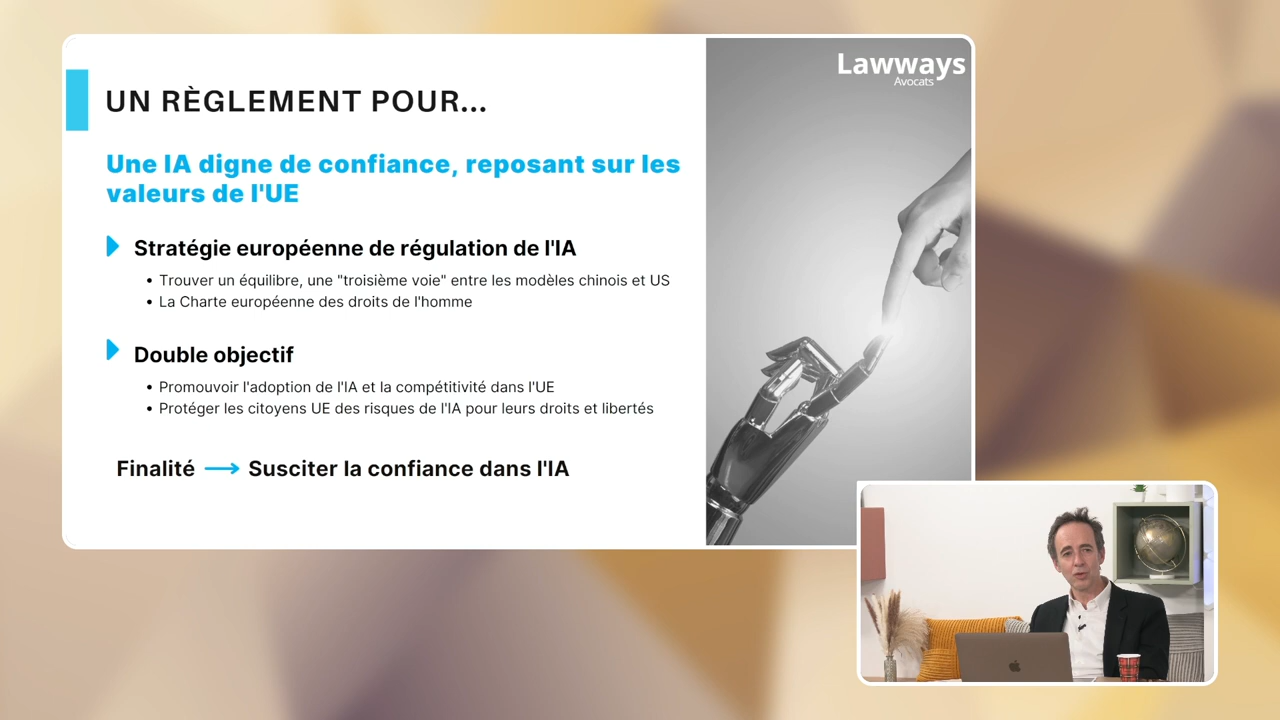 UN RÈGLEMENT POUR...
Une IA digne de confiance, reposant sur les
valeurs de l'UE
Stratégie européenne de régulation de l'IA
• Trouver un équilibre, une "troisième voie" entre les modèles chinois et US
• La Charte européenne des droits de l'homme
Double objectif
• Promouvoir l'adoption de l'IA et la compétitivité dans l'UE
• Protéger les citoyens UE des risques de l'IA pour leurs droits et libertés
Finalité → Susciter la confiance dans l'IA
Lawways
Avocats